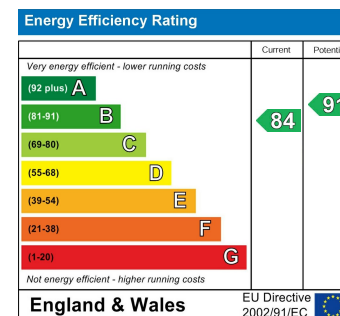 Energy Efficiency Rating
Current
Very energy efficient - lower running costs
(92 plus) A
(81-91) B
84
91
(69-80) C
(55-68) D
(39-54) E
(21-38) F
(1-20) G
Not energy efficient - higher running costs
England & Wales
EU Directive
2002/91/EC